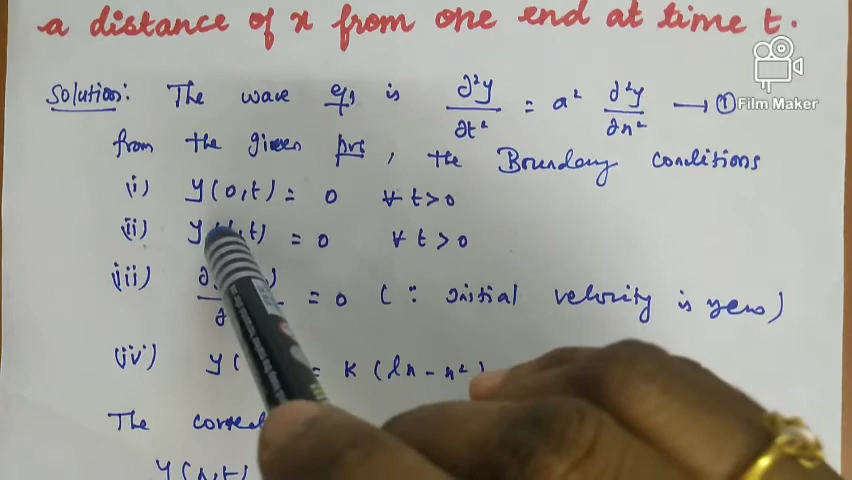 a distance of x from one end at time t.
Solution: The wave eq, is ∂²y/∂t² = a² ∂²y/∂x² → ①
Film Maker
from the given prs, the Boundary conditions
(i) y(0,t) = 0 ∀ t>0
(ii) y( ,t) = 0 ∀ t>0
(iii) = 0 (∵ initial velocity is zero)
(iv) y( = K(lx - x²)
The corre
y(x,t)